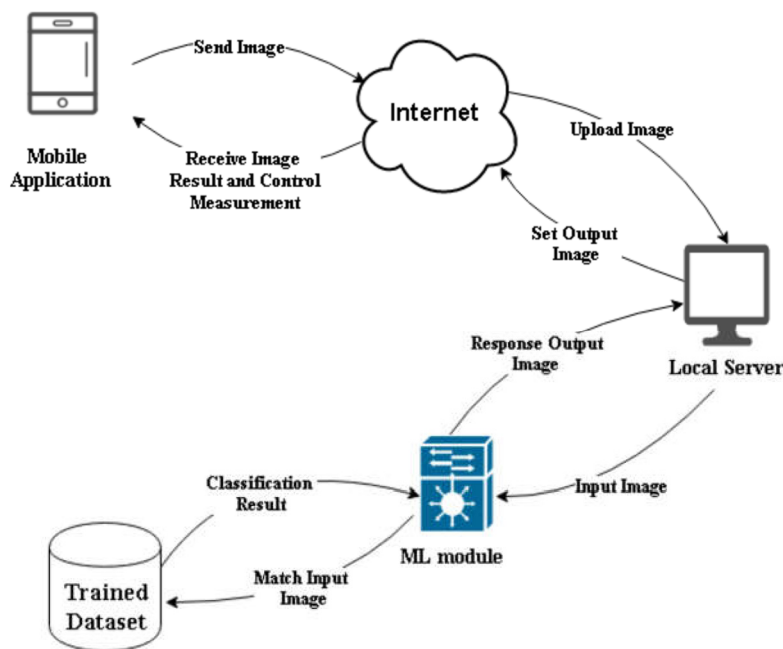 Send Image
Internet
Upload Image
Mobile
Application
Receive Image
Result and Control
Measurement
Set Output
Image
Response Output
Image
Local Server
Classification
Result
Input Image
ML module
Match Input
Image
Trained
Dataset